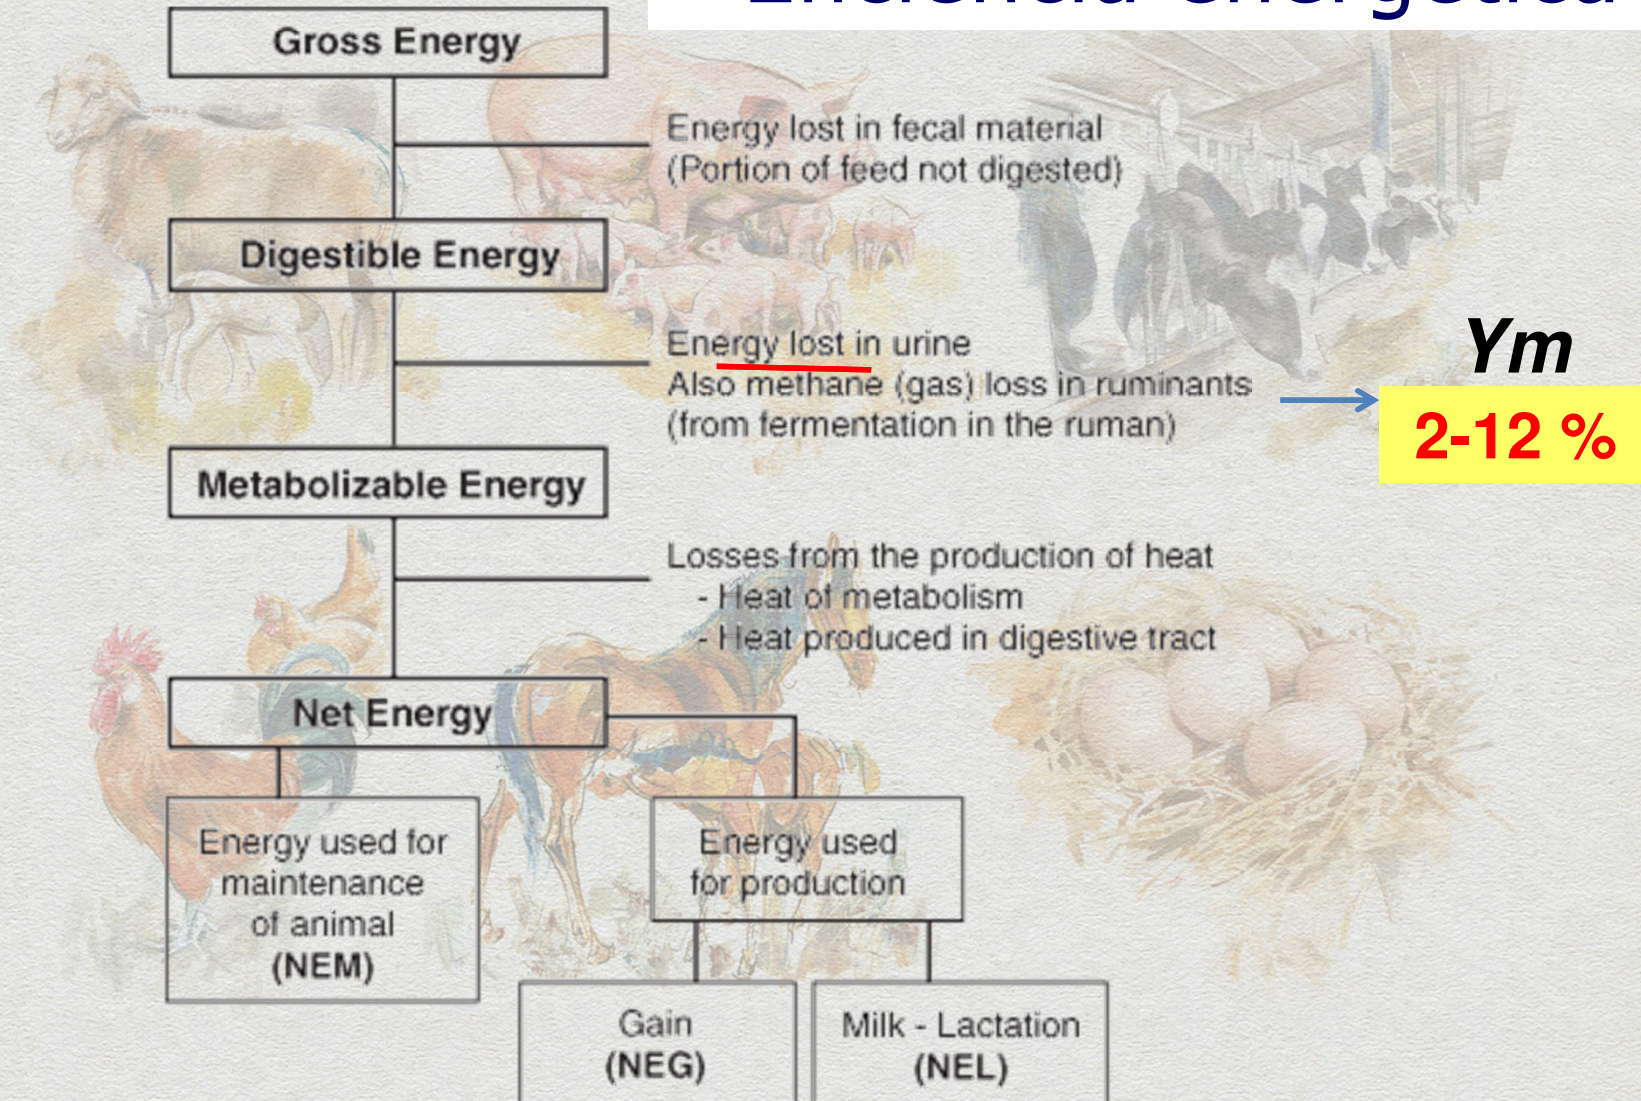 Eficiencia energética
Gross Energy
Energy lost in fecal material
(Portion of feed not digested)
Digestible Energy
Energy lost in urine
Also methane (gas) loss in ruminants
(from fermentation in the ruman)
Ym
2-12 %
Metabolizable Energy
Losses from the production of heat
- Heat of metabolism
- Heat produced in digestive tract
Net Energy
Energy used for
maintenance
of animal
(NEM)
Energy used
for production
Gain
(NEG)
Milk - Lactation
(NEL)